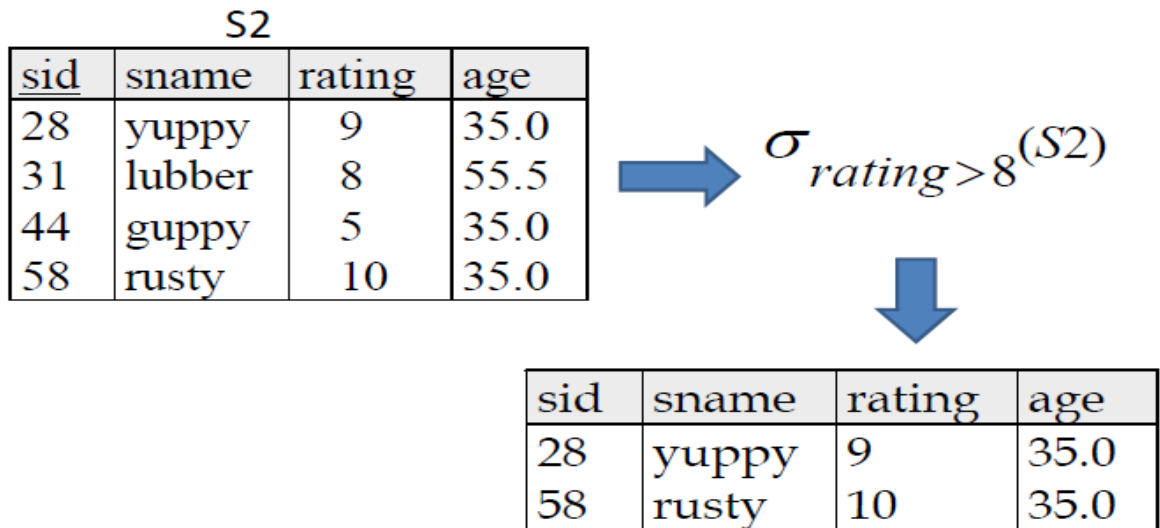 S2
sid sname rating age
28 yuppy 9 35.0
31 lubber 8 55.5
44 guppy 5 35.0
58 rusty 10 35.0
σ rating>8 (S2)
sid sname rating age
28 yuppy 9 35.0
58 rusty 10 35.0